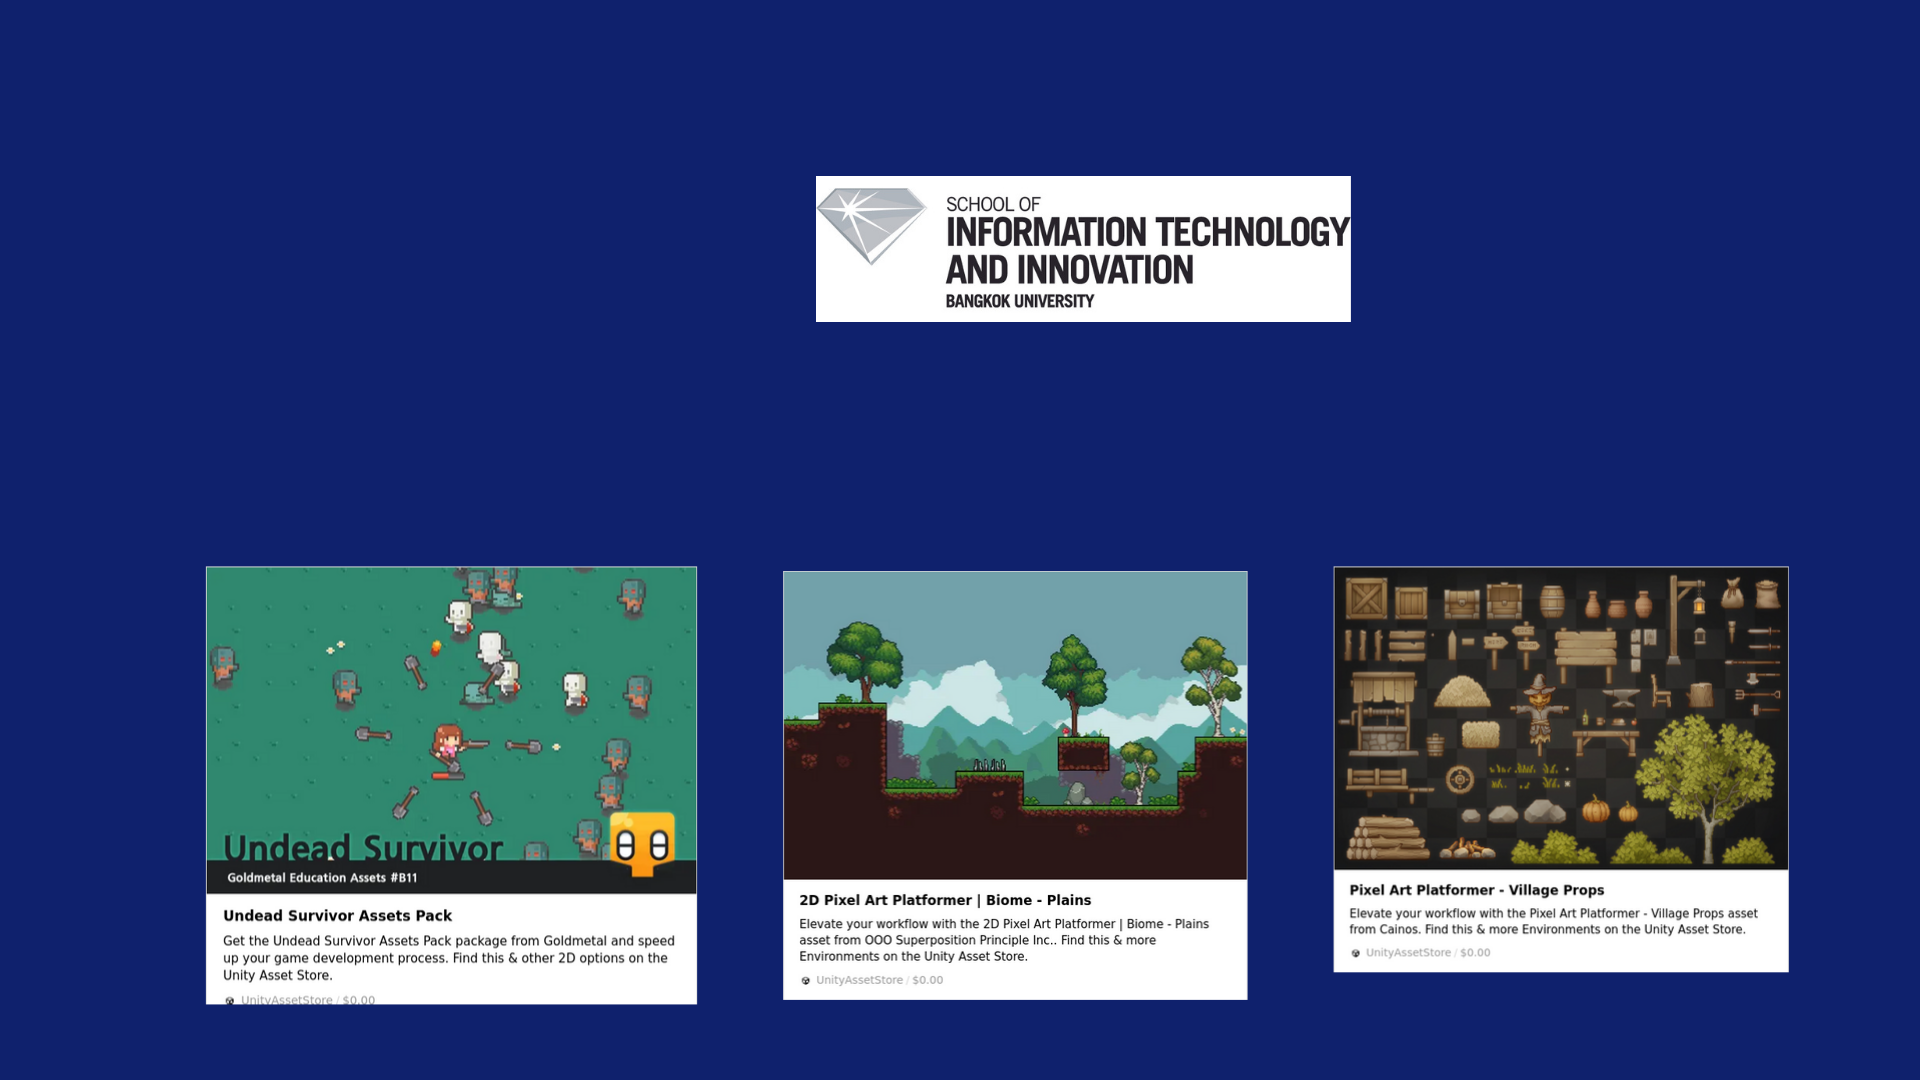 SCHOOL OF
INFORMATION TECHNOLOGY
AND INNOVATION
BANGKOK UNIVERSITY
Undead Survivor
Goldmetal Education Assets #B11
Undead Survivor Assets Pack
Get the Undead Survivor Assets Pack package from Goldmetal and speed
up your game development process. Find this & other 2D options on the
Unity Asset Store.
UnityAssetStore / $0.00
2D Pixel Art Platformer | Biome - Plains
Elevate your workflow with the 2D Pixel Art Platformer | Biome - Plains
asset from OOO Superposition Principle Inc.. Find this & more
Environments on the Unity Asset Store.
UnityAssetStore / $0.00
Pixel Art Platformer - Village Props
Elevate your workflow with the Pixel Art Platformer - Village Props asset
from Cainos. Find this & more Environments on the Unity Asset Store.
UnityAssetStore / $0.00